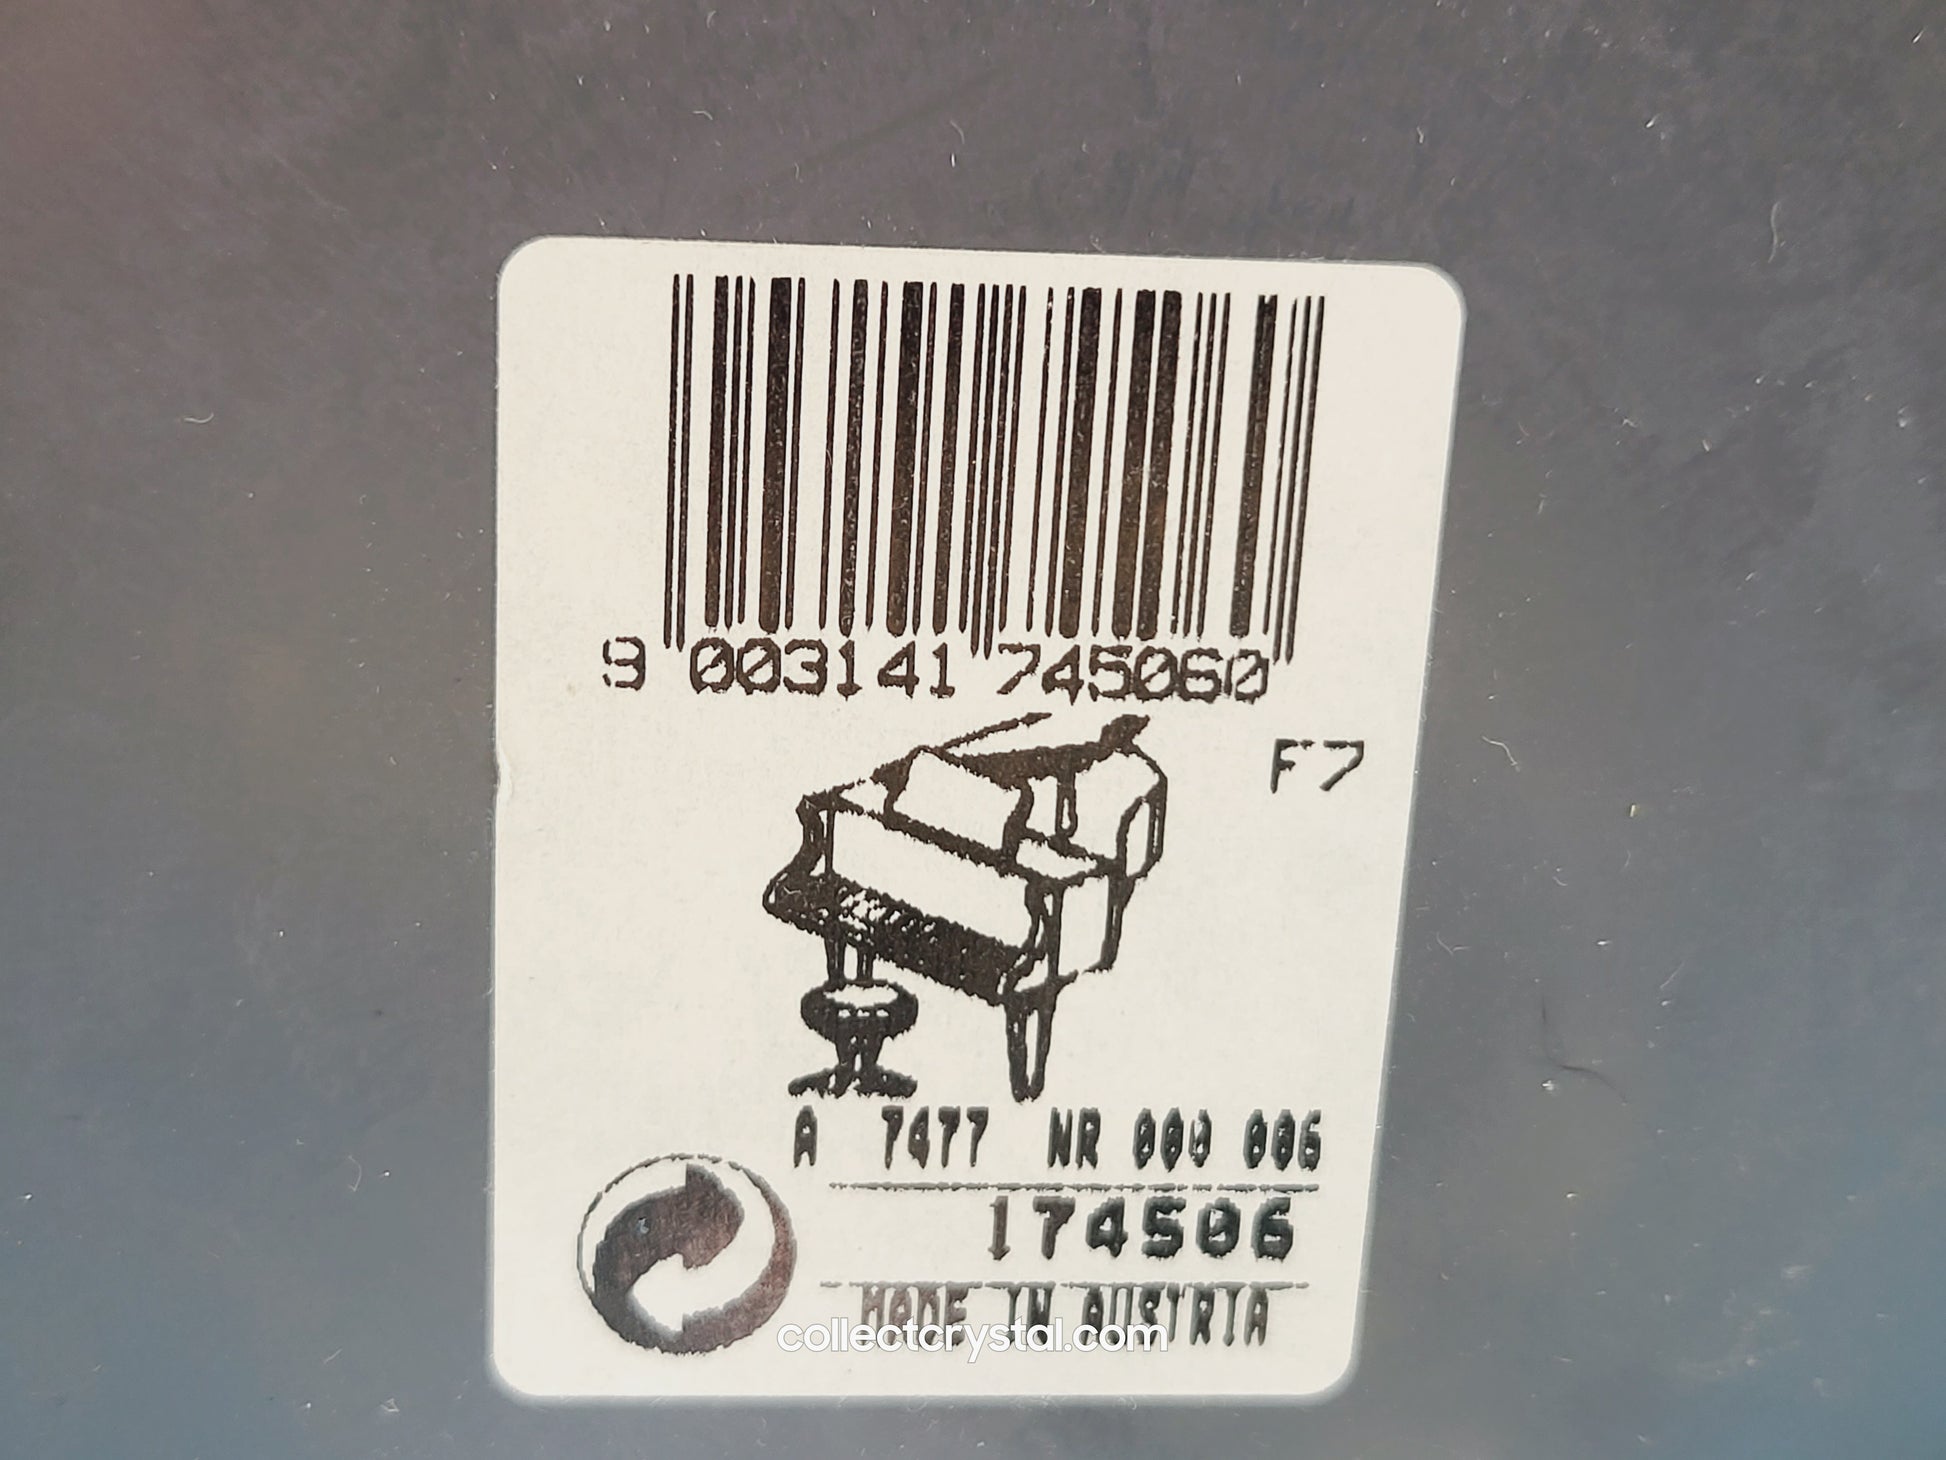 9 003141 745060
F7
A 7477 NR 000 006
174506
MADE IN AUSTRIA
collectcrystal.com